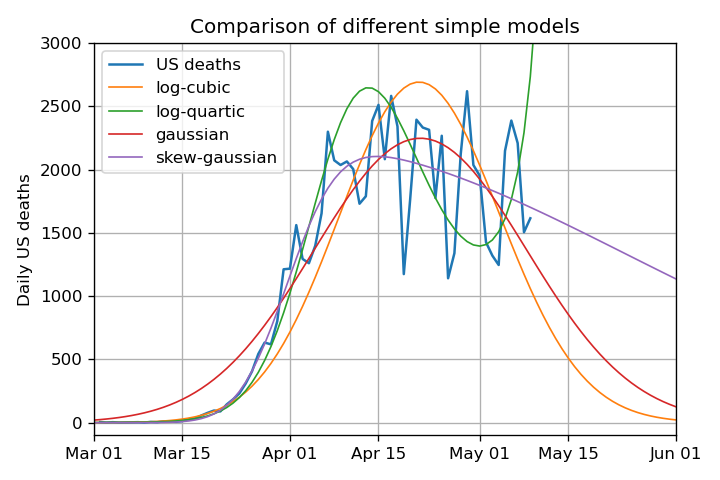 Comparison of different simple models
US deaths
log-cubic
log-quartic
gaussian
skew-gaussian
Daily US deaths
3000
2500
2000
1500
1000
500
0
Mar 01 Mar 15 Apr 01 Apr 15 May 01 May 15 Jun 01